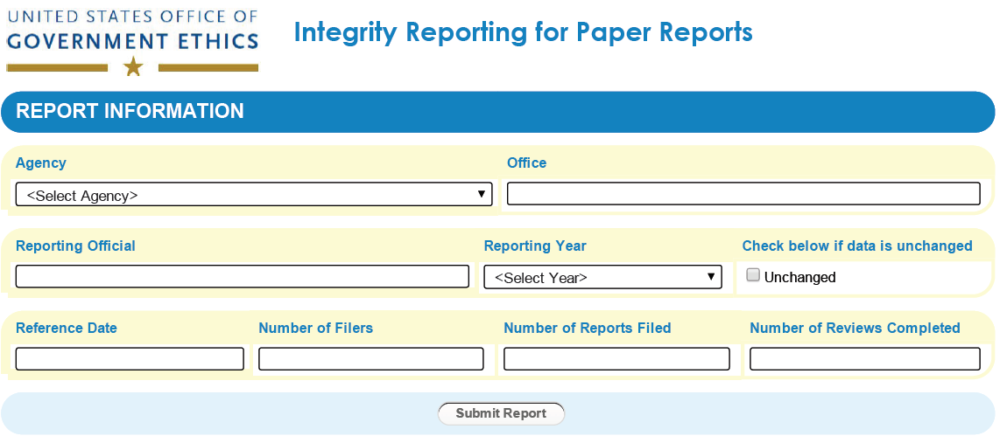 UNITED STATES OFFICE OF
GOVERNMENT ETHICS
Integrity Reporting for Paper Reports
REPORT INFORMATION
Agency Office
<Select Agency>
Reporting Official Reporting Year Check below if data is unchanged
<Select Year> Unchanged
Reference Date Number of Filers Number of Reports Filed Number of Reviews Completed
Submit Report